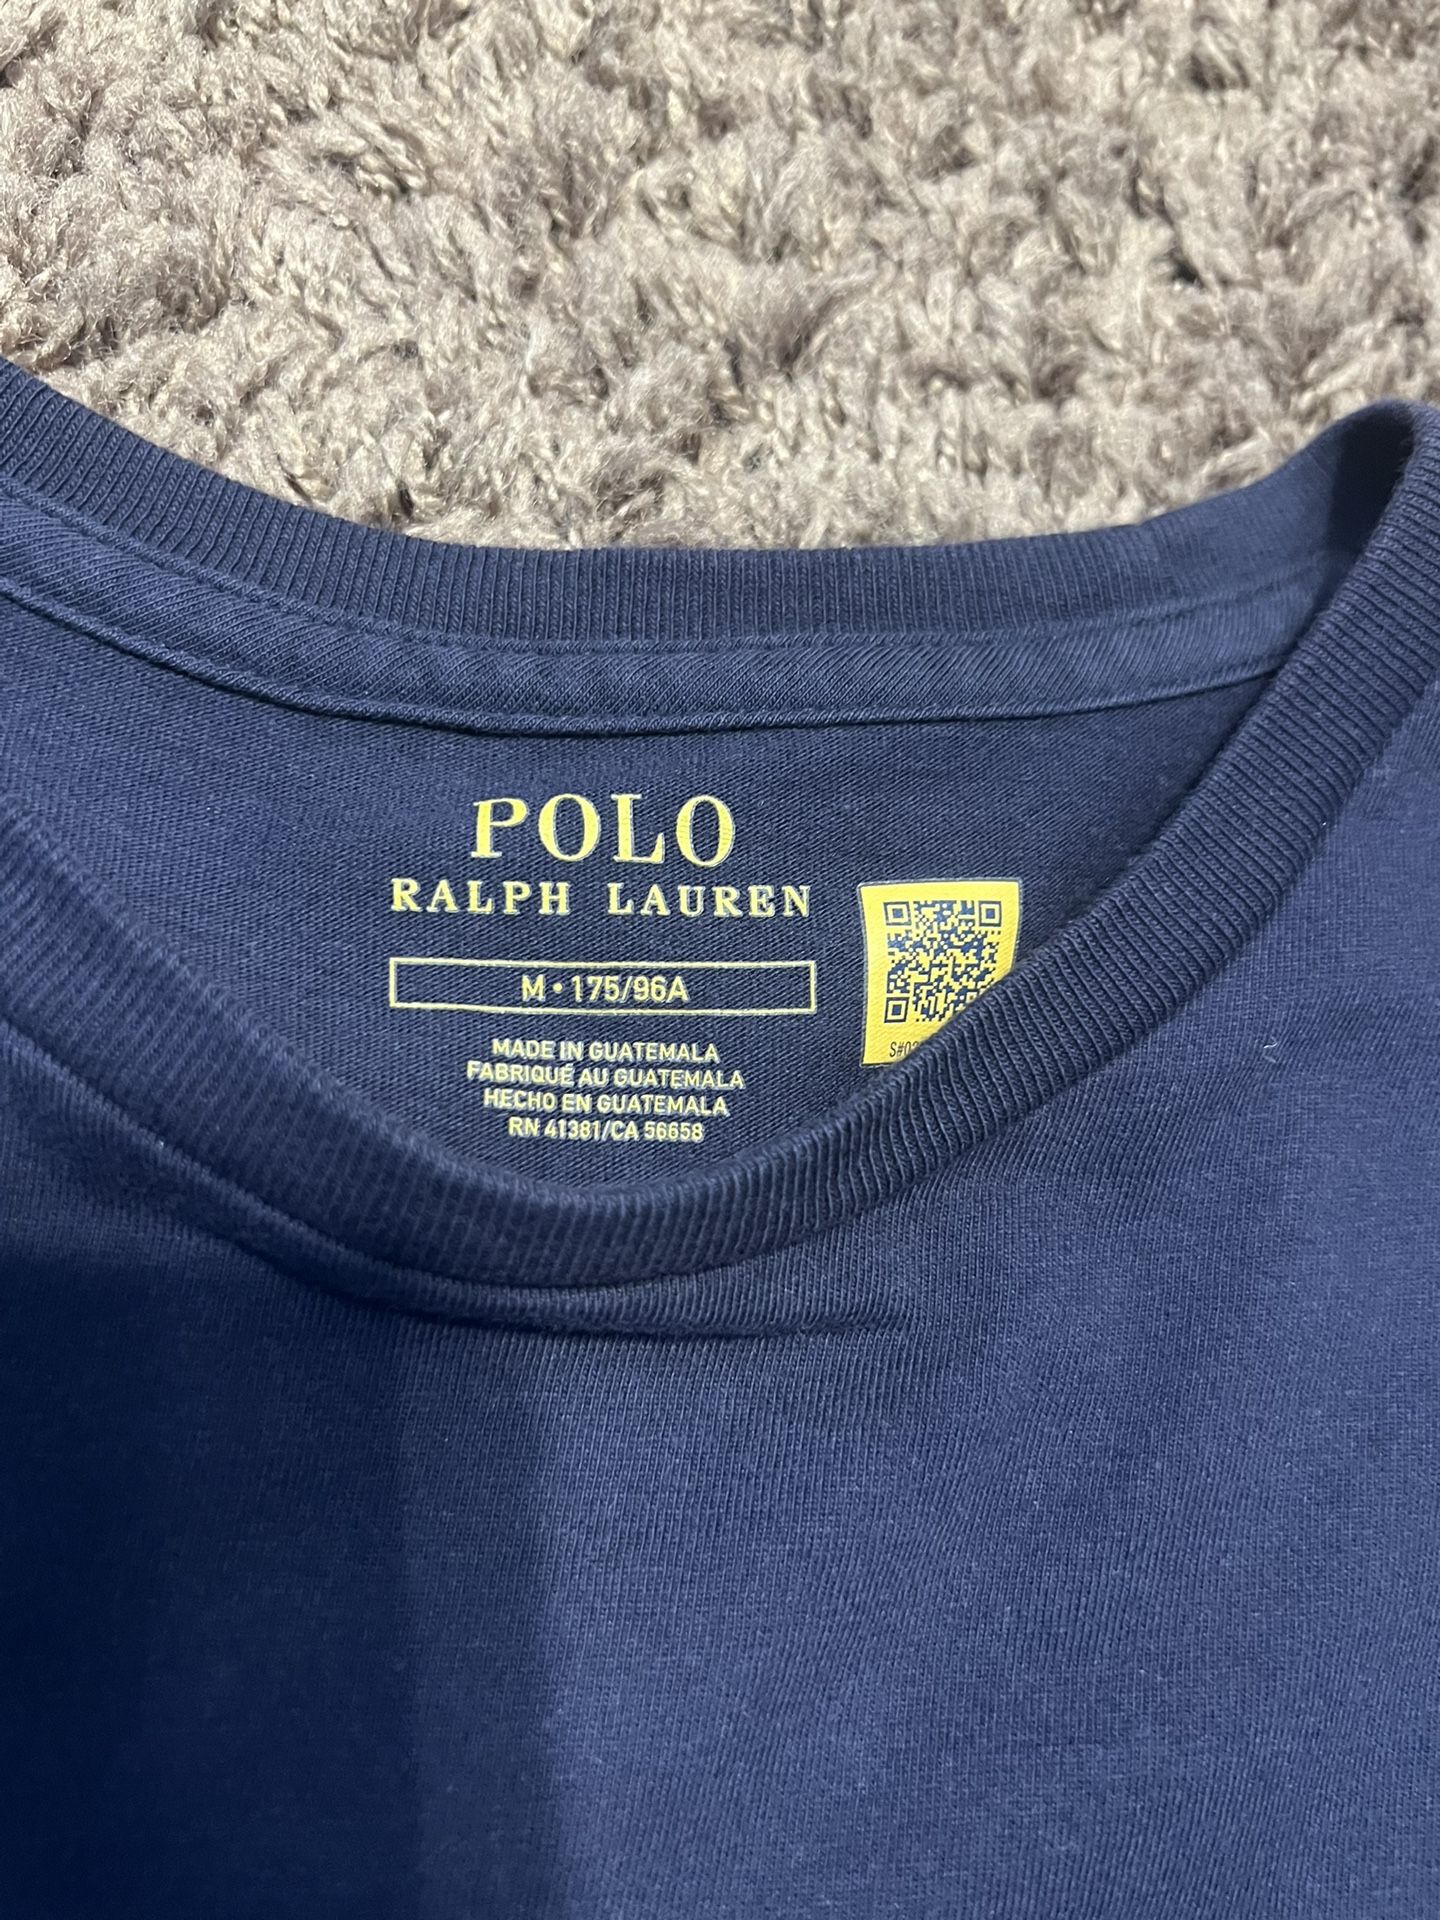 POLO
RALPH LAUREN
M • 175/96A
MADE IN GUATEMALA
FABRIQUÉ AU GUATEMALA
HECHO EN GUATEMALA
RN 41381/CA 56658